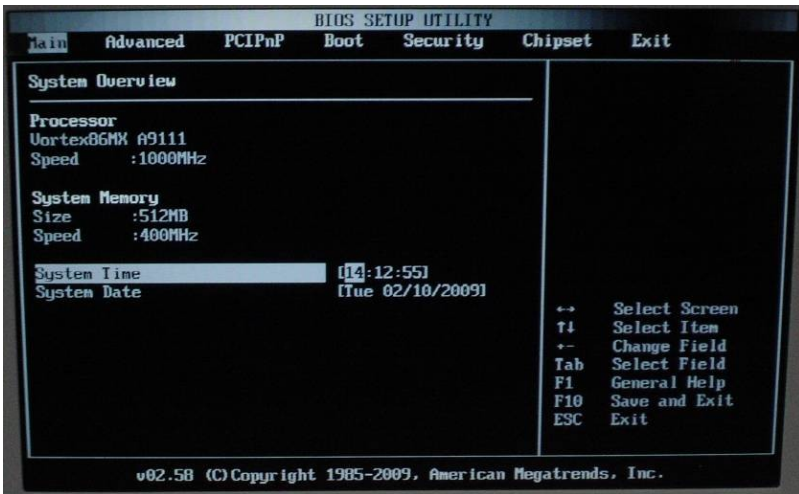 BIOS SETUP UTILITY
Main Advanced PCIPnP Boot Security Chipset Exit
System Overview
Processor
Vortex86MX A9111
Speed :1000MHz
System Memory
Size :512MB
Speed :400MHz
System Time [14:12:55]
System Date [Tue 02/10/2009]
↔ Select Screen
↑↓ Select Item
+- Change Field
Tab Select Field
F1 General Help
F10 Save and Exit
ESC Exit
v02.58 (C)Copyright 1985-2009, American Megatrends, Inc.